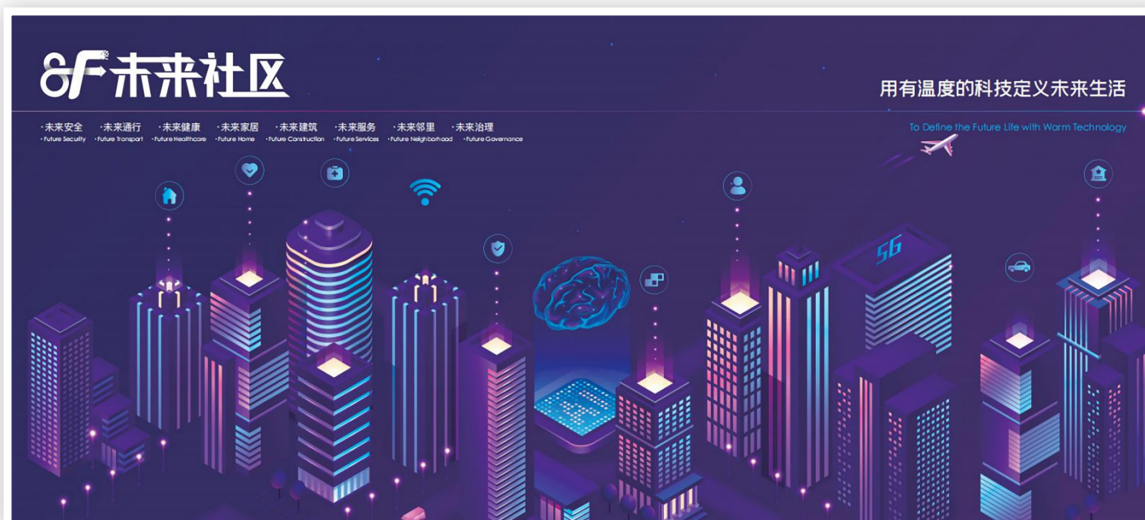 8F未来社区
用有温度的科技定义未来生活
To Define the Future Life with Warm Technology
·未来安全 ·未来通行 ·未来健康 ·未来家居 ·未来建筑 ·未来服务 ·未来邻里 ·未来治理
·Future Security ·Future Transport ·Future Healthcare ·Future Home ·Future Construction ·Future Services ·Future Neighborhood ·Future Governance
5G